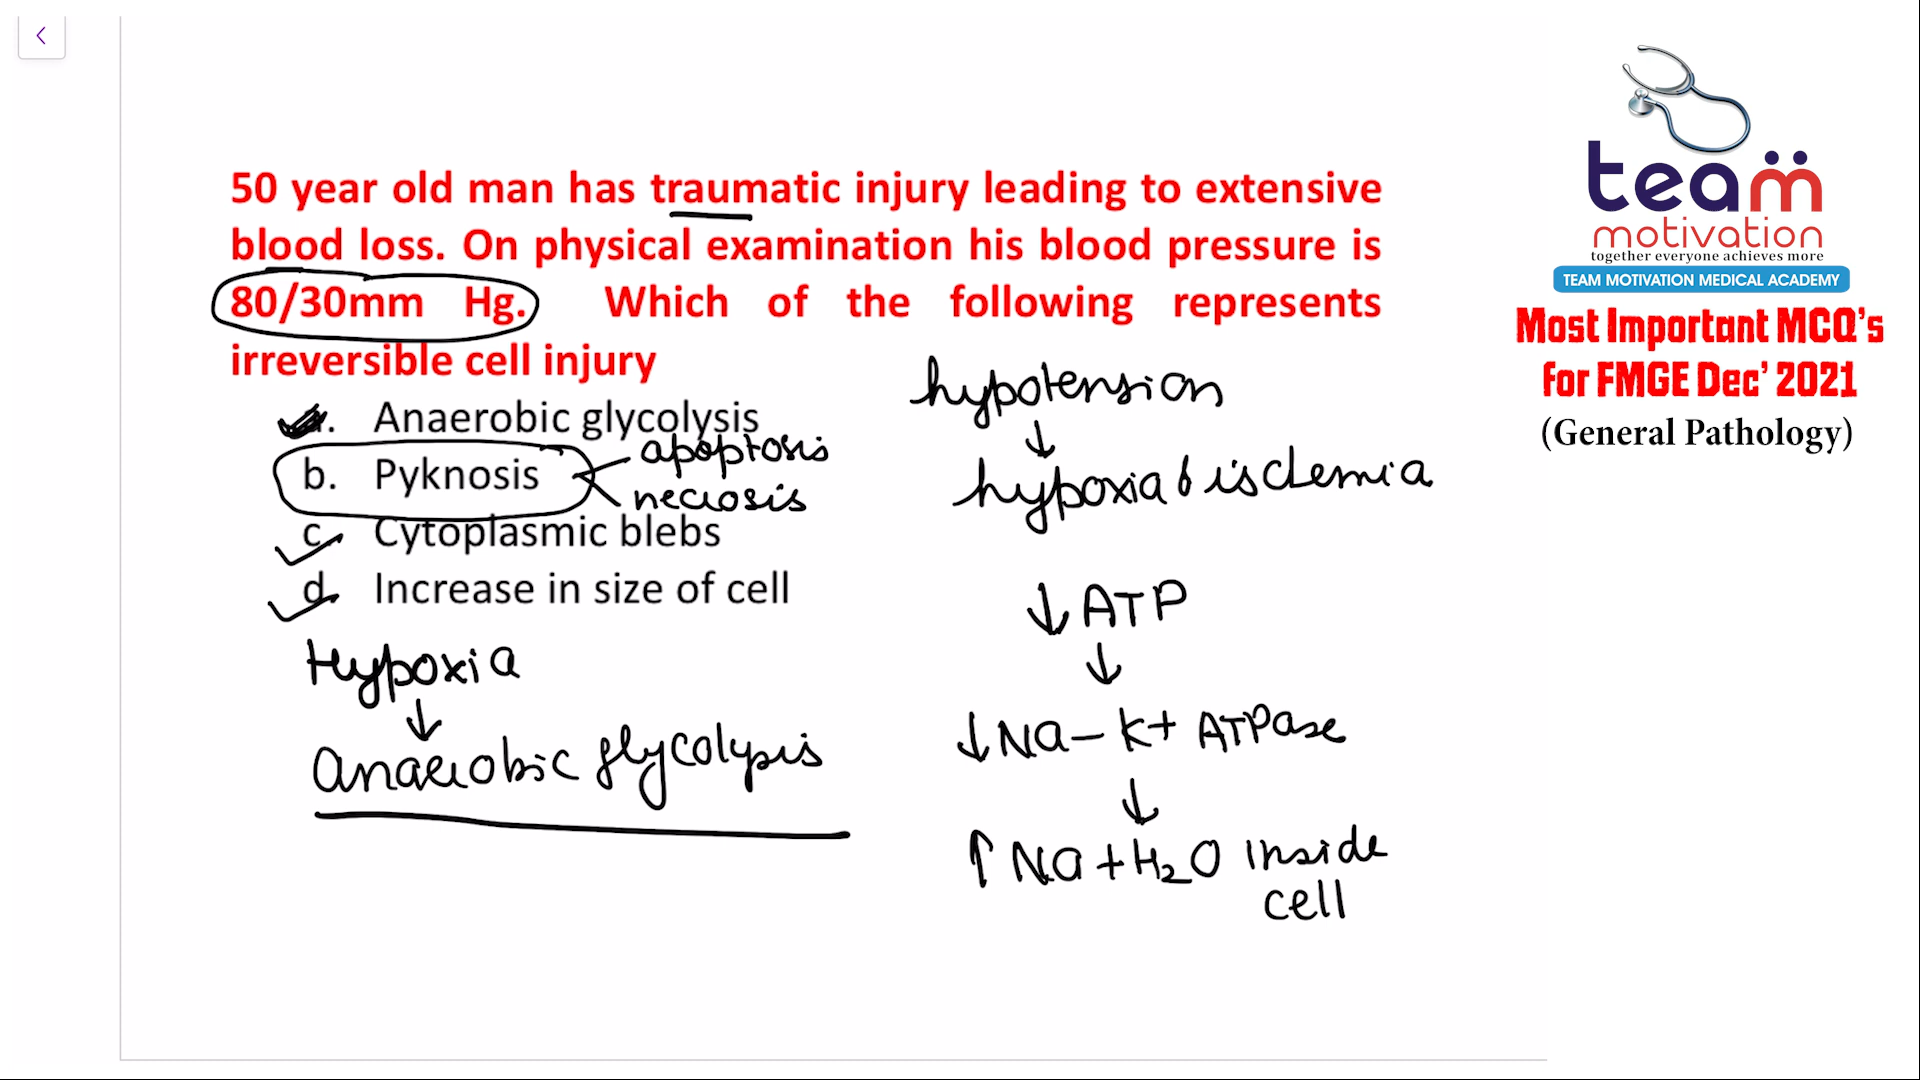 50 year old man has traumatic injury leading to extensive
blood loss. On physical examination his blood pressure is
80/30mm Hg. Which of the following represents
irreversible cell injury
Anaerobic glycolysis
b. Pyknosis
apoptosis
necrosis
c. Cytoplasmic blebs
d. Increase in size of cell
Hypoxia
↓
anaerobic glycolysis
hypotension
↓
hypoxia & ischemia
↓ ATP
↓
↓ Na – K+ ATPase
↓
↑ Na + H₂O inside
cell
team
motivation
together everyone achieves more
TEAM MOTIVATION MEDICAL ACADEMY
Most Important MCQ's
for FMGE Dec' 2021
(General Pathology)